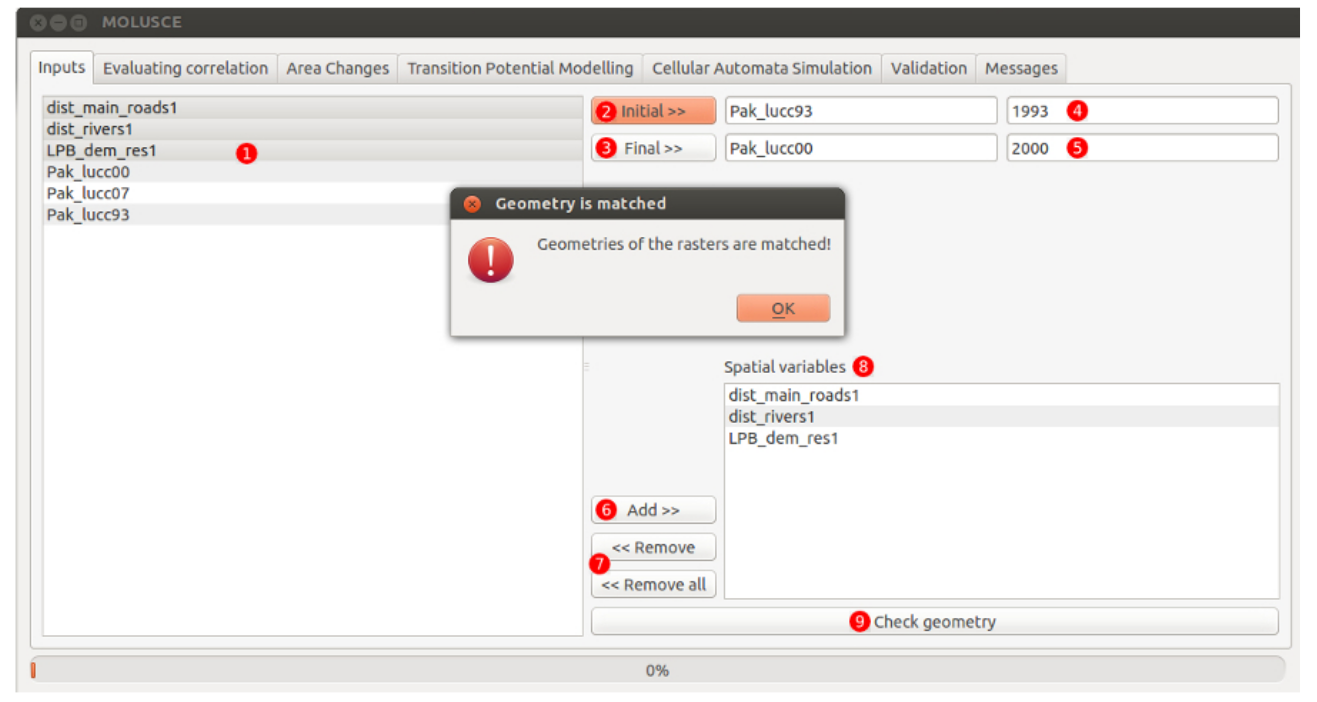 MOLUSCE
Inputs Evaluating correlation Area Changes Transition Potential Modelling Cellular Automata Simulation Validation Messages
dist_main_roads1
dist_rivers1
LPB_dem_res1
1
Pak_lucc00
Pak_lucc07
Pak_lucc93
2 Initial >> Pak_lucc93 1993 4
3 Final >> Pak_lucc00 2000 5
Geometry is matched
Geometries of the rasters are matched!
OK
Spatial variables 8
dist_main_roads1
dist_rivers1
LPB_dem_res1
6 Add >>
<< Remove
7
<< Remove all
9 Check geometry
0%